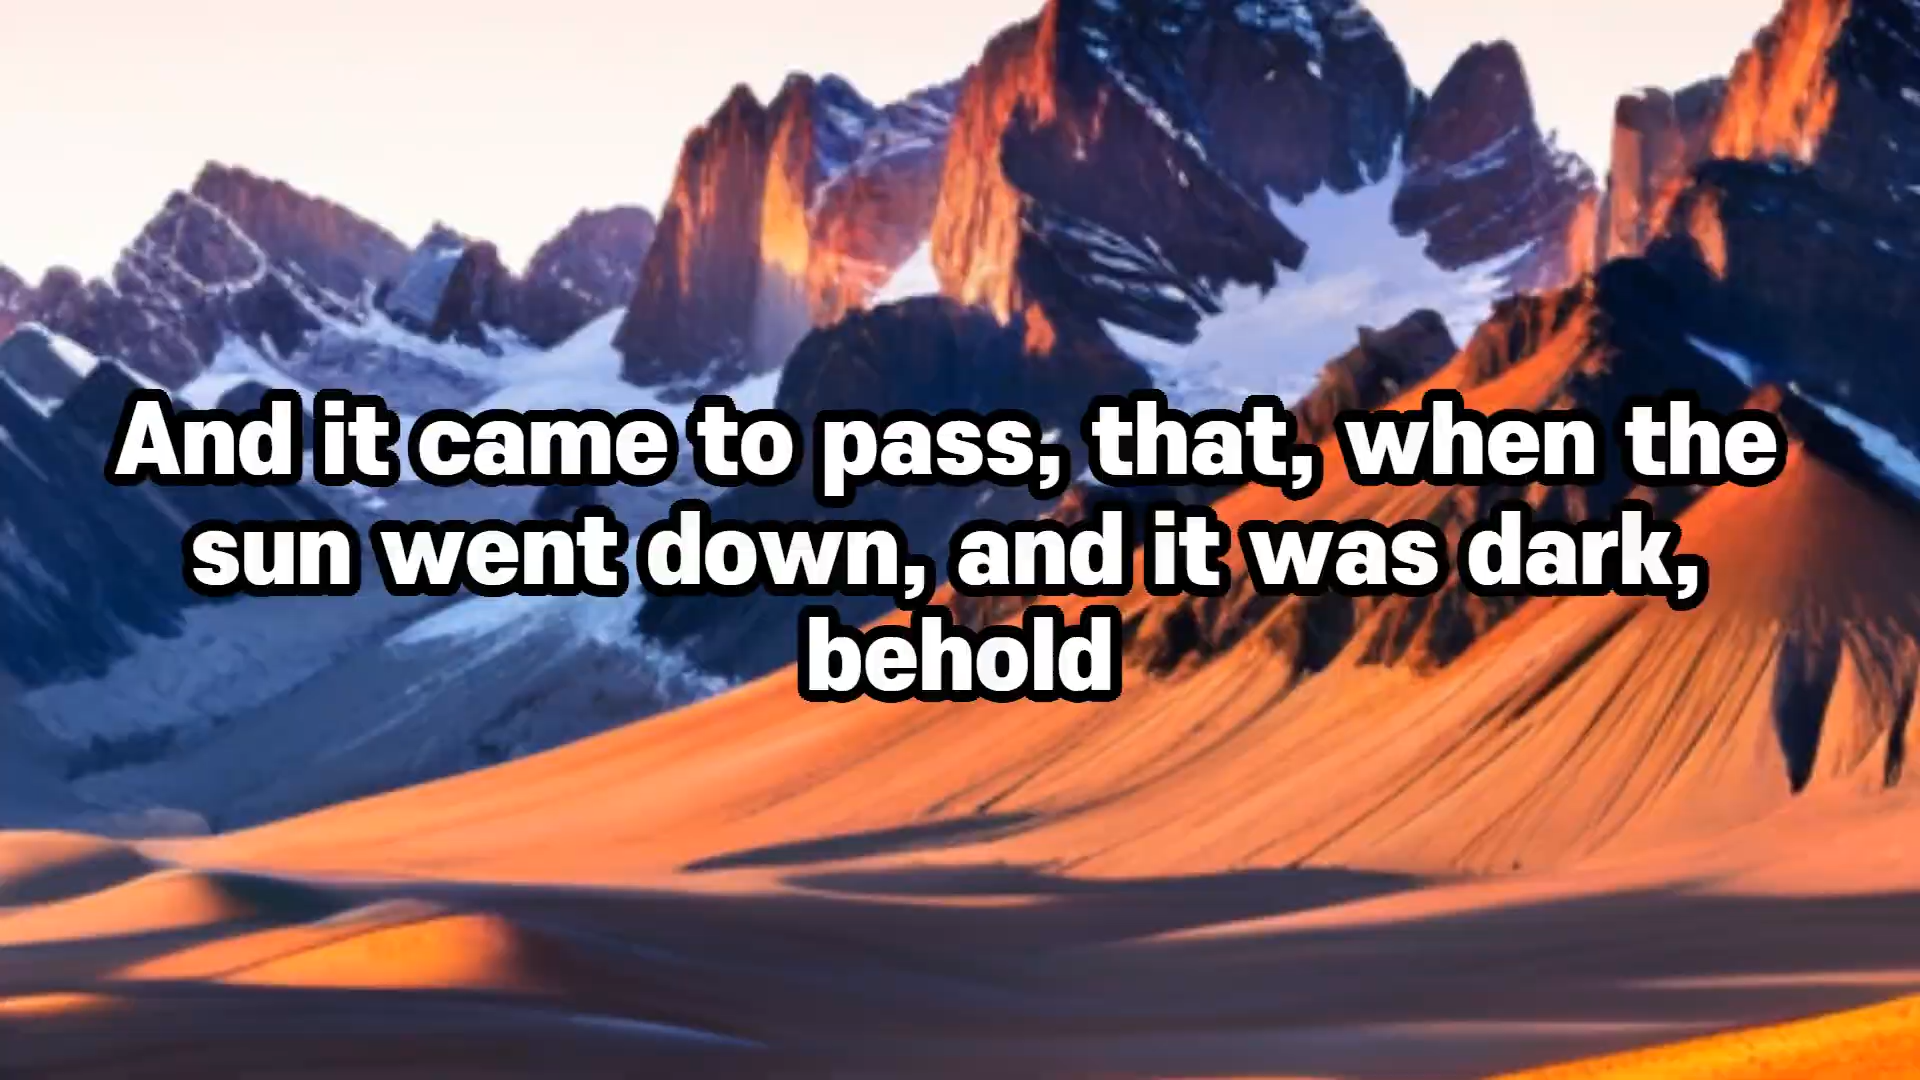 And it came to pass, that, when the
sun went down, and it was dark,
behold